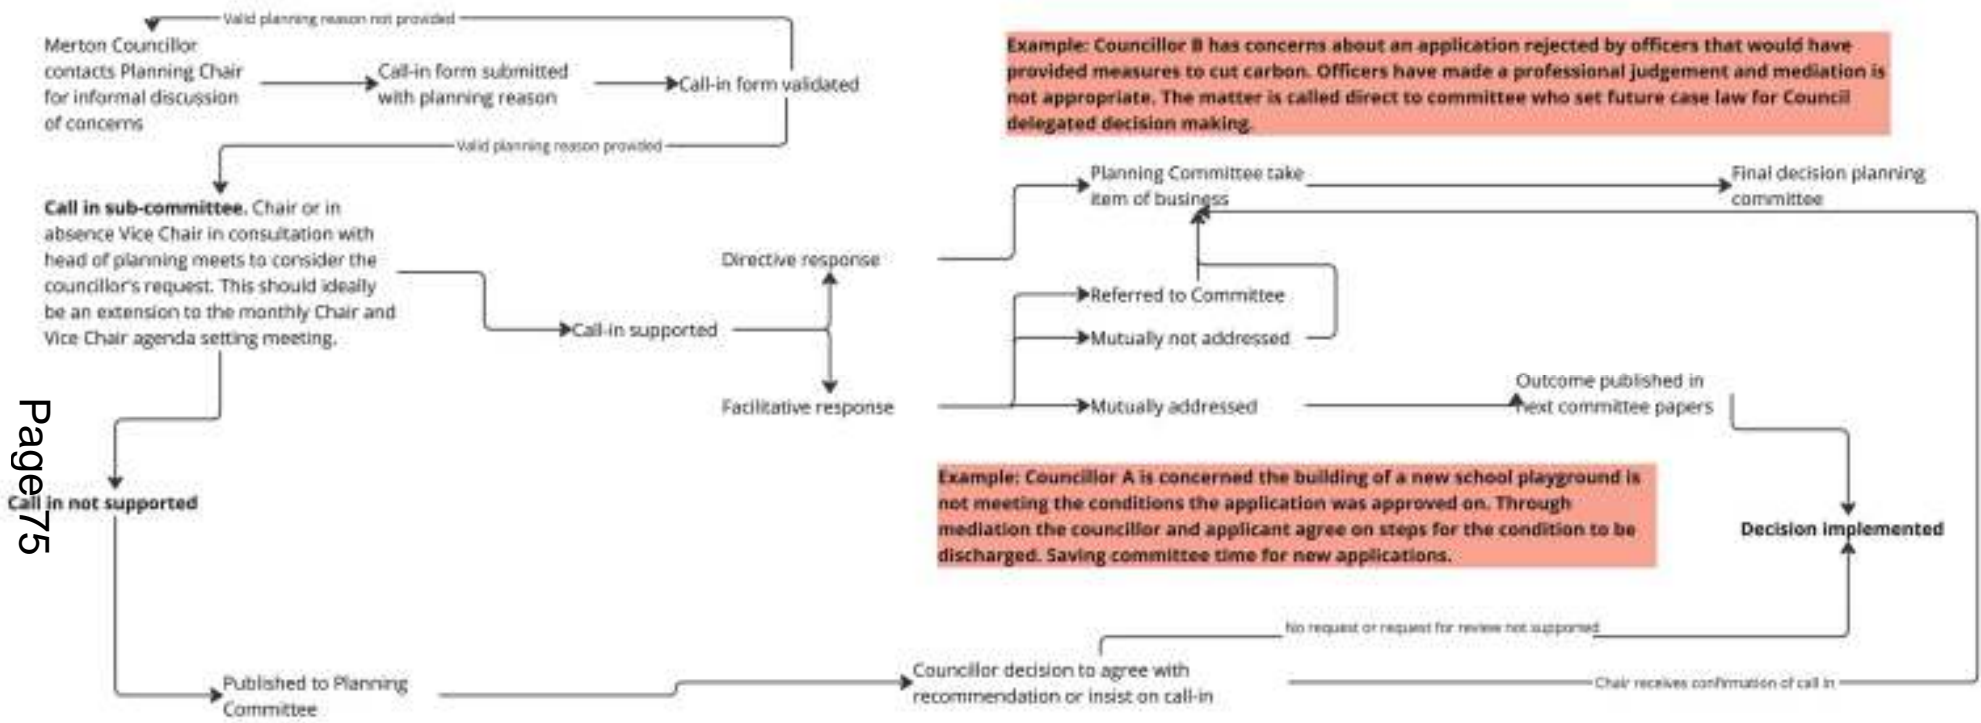 Valid planning reason not provided
Merton Councillor
contacts Planning Chair
for informal discussion
of concerns
Call-in form submitted
with planning reason
Call-in form validated
Example: Councillor B has concerns about an application rejected by officers that would have
provided measures to cut carbon. Officers have made a professional judgement and mediation is
not appropriate. The matter is called direct to committee who set future case law for Council
delegated decision making.
Valid planning reason provided
Call in sub-committee. Chair or in
absence Vice Chair in consultation with
head of planning meets to consider the
councillor's request. This should ideally
be an extension to the monthly Chair and
Vice Chair agenda setting meeting.
Planning Committee take
item of business
Final decision planning
committee
Directive response
Referred to Committee
Call-in supported
Mutually not addressed
Facilitative response
Mutually addressed
Outcome published in
next committee papers
Page 75
Call in not supported
Example: Councillor A is concerned the building of a new school playground is
not meeting the conditions the application was approved on. Through
mediation the councillor and applicant agree on steps for the condition to be
discharged. Saving committee time for new applications.
Decision implemented
No request or request for review not supported
Published to Planning
Committee
Councillor decision to agree with
recommendation or insist on call-in
Chair receives confirmation of call in